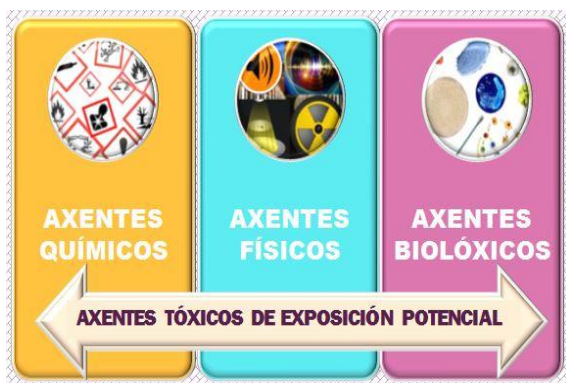 AXENTES
QUÍMICOS
AXENTES
FÍSICOS
AXENTES
BIOLÓXICOS
AXENTES TÓXICOS DE EXPOSICIÓN POTENCIAL